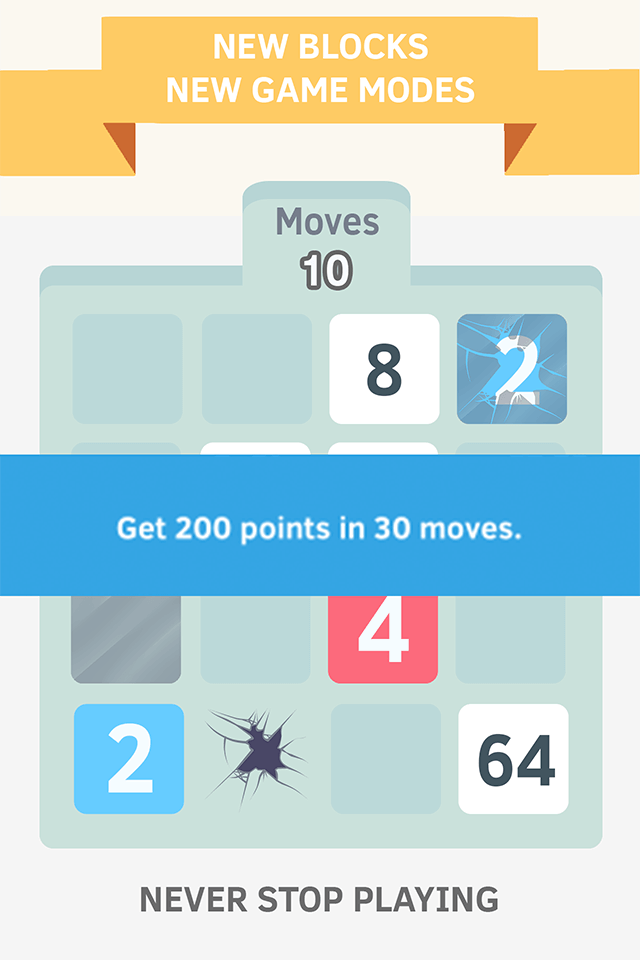 NEW BLOCKS
NEW GAME MODES
Moves
10
8 2
Get 200 points in 30 moves.
4
2 64
NEVER STOP PLAYING